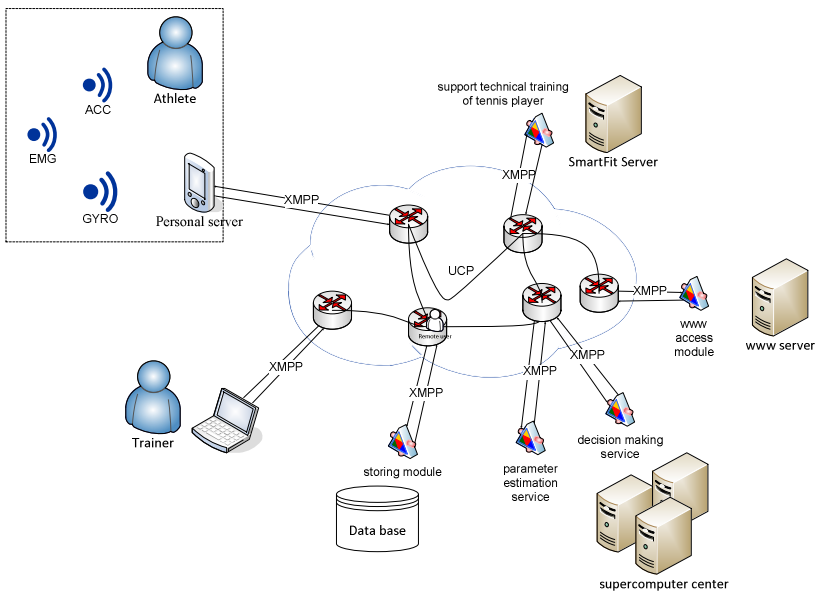 Athlete
ACC
EMG
GYRO
Personal server
XMPP
support technical training
of tennis player
SmartFit Server
XMPP
UCP
XMPP
www
access
module
www server
Remote user
XMPP
Trainer
XMPP
storing module
Data base
XMPP
parameter
estimation
service
XMPP
decision making
service
supercomputer center